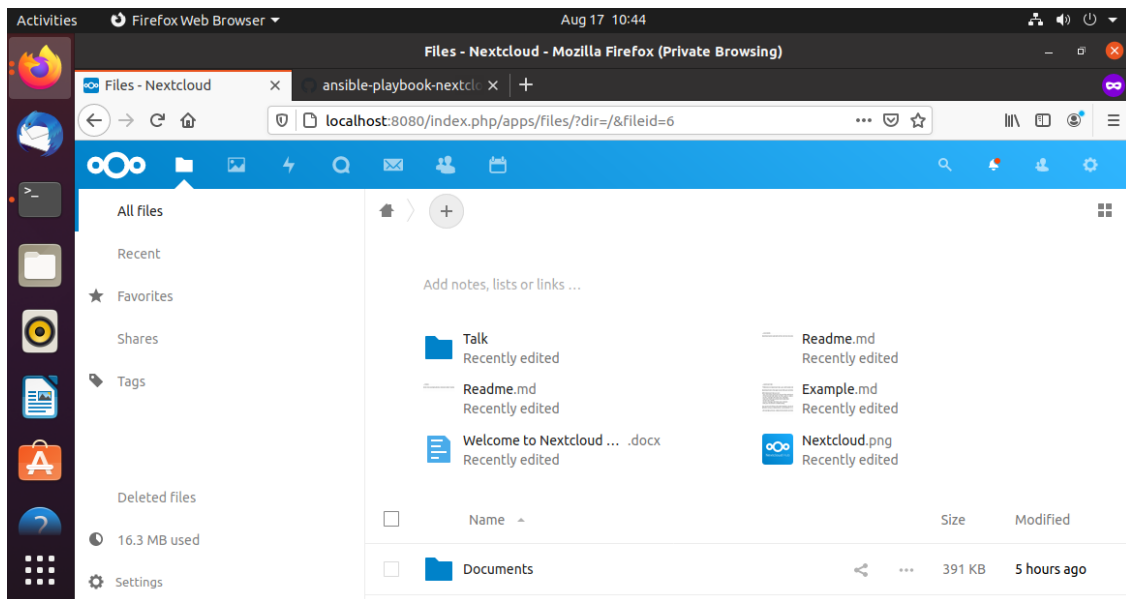 Activities
Firefox Web Browser
Aug 17 10:44
Files - Nextcloud - Mozilla Firefox (Private Browsing)
Files - Nextcloud
ansible-playbook-nextclo
localhost:8080/index.php/apps/files/?dir=/&fileid=6
All files
Recent
Favorites
Shares
Tags
Deleted files
16.3 MB used
Settings
Add notes, lists or links ...
Talk
Recently edited
Readme.md
Recently edited
Readme.md
Recently edited
Example.md
Recently edited
Welcome to Nextcloud ... .docx
Recently edited
Nextcloud.png
Recently edited
Name
Size
Modified
Documents
391 KB
5 hours ago